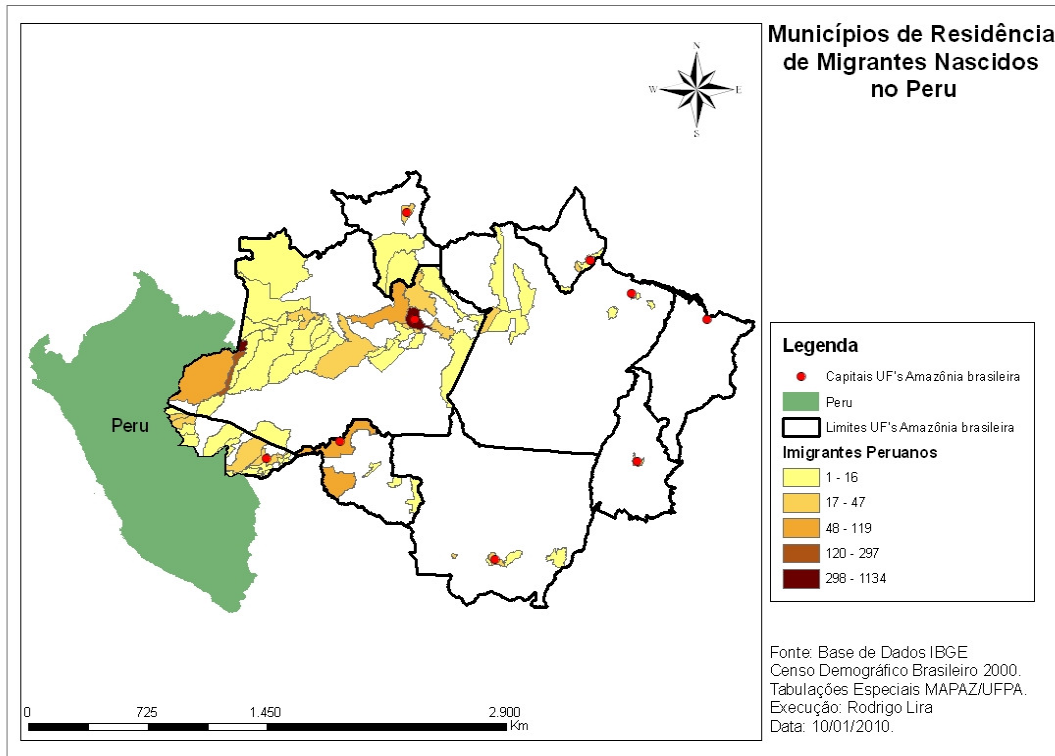 Municípios de Residência
de Migrantes Nascidos
no Peru
N
W
E
S
Peru
Legenda
Capitais UF's Amazônia brasileira
Peru
Limites UF's Amazônia brasileira
Imigrantes Peruanos
1 - 16
17 - 47
48 - 119
120 - 297
298 - 1134
0
725
1.450
2.900
Km
Fonte: Base de Dados IBGE
Censo Demográfico Brasileiro 2000.
Tabulações Especiais MAPAZ/UFPA.
Execução: Rodrigo Lira
Data: 10/01/2010.